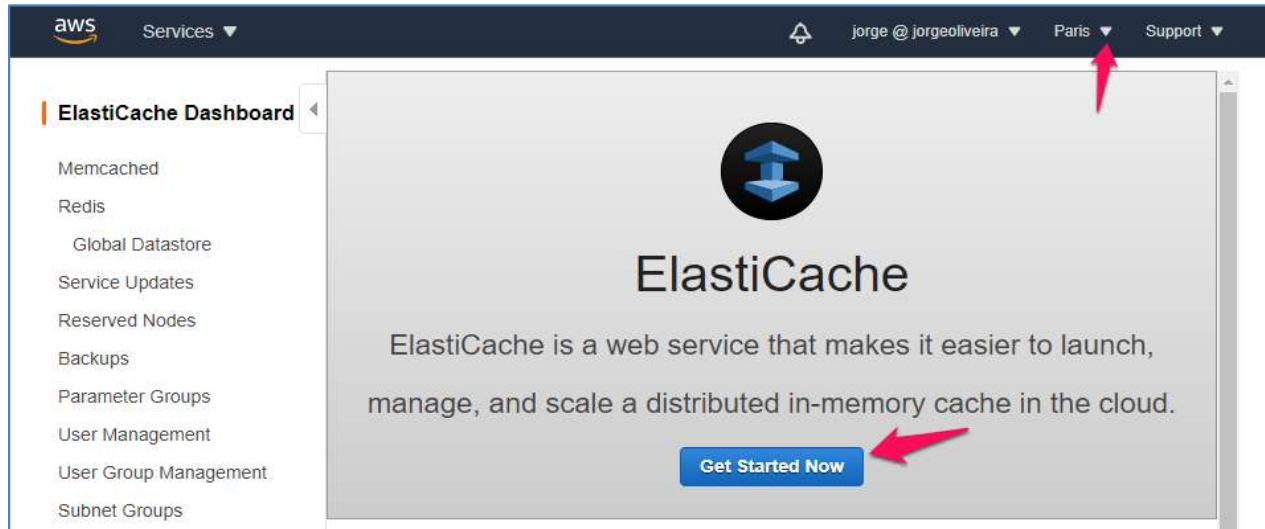 aws Services jorge @ jorgeoliveira Paris Support
ElastiCache Dashboard
Memcached
Redis
Global Datastore
Service Updates
Reserved Nodes
Backups
Parameter Groups
User Management
User Group Management
Subnet Groups
ElastiCache
ElastiCache is a web service that makes it easier to launch,
manage, and scale a distributed in-memory cache in the cloud.
Get Started Now